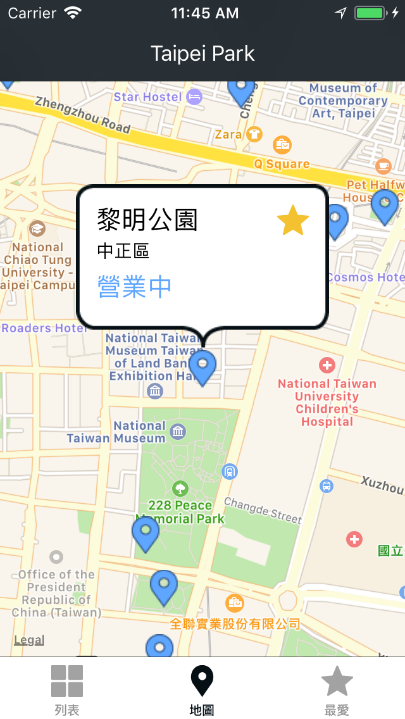 Carrier
11:45 AM
Taipei Park
Museum of
Contemporary
Art, Taipei
Star Hostel
Zhengzhou Road
Zara
Q Square
Pet Halfw
黎明公園
中正區
營業中
National
Chiao Tung
University -
aipei Campu
Cosmos Hotel
Roaders Hotel
National Taiwan
Museum Taiwan
of Land Bank
Exhibition Ha
National Taiwan
University
Children's
Hospital
National
Taiwan Museum
228 Peace
Memorial Park
Changde Street
Xuzhou
國立
Office of the
President
Republic of
China (Taiwan)
全聯實業股份有限公司
Legal
列表
地圖
最愛